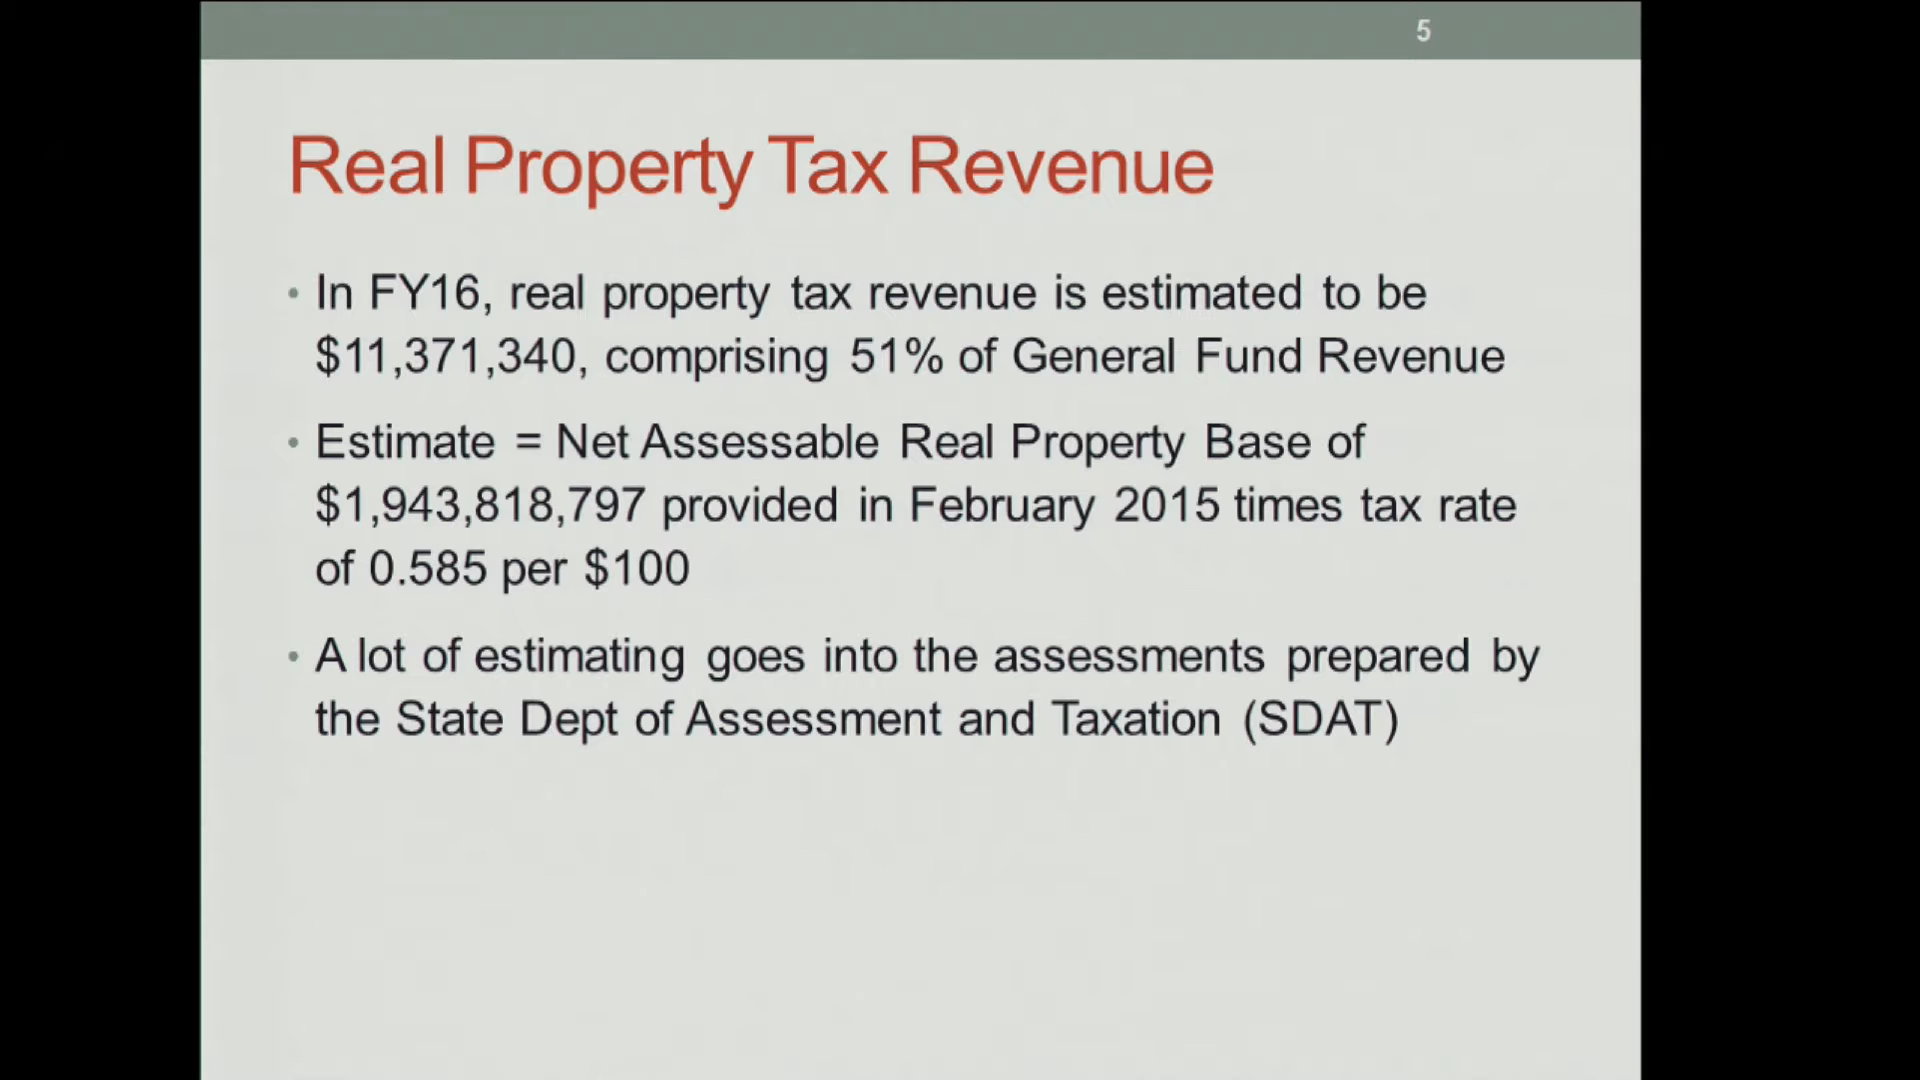 5
Real Property Tax Revenue
• In FY16, real property tax revenue is estimated to be
$11,371,340, comprising 51% of General Fund Revenue
• Estimate = Net Assessable Real Property Base of
$1,943,818,797 provided in February 2015 times tax rate
of 0.585 per $100
• A lot of estimating goes into the assessments prepared by
the State Dept of Assessment and Taxation (SDAT)